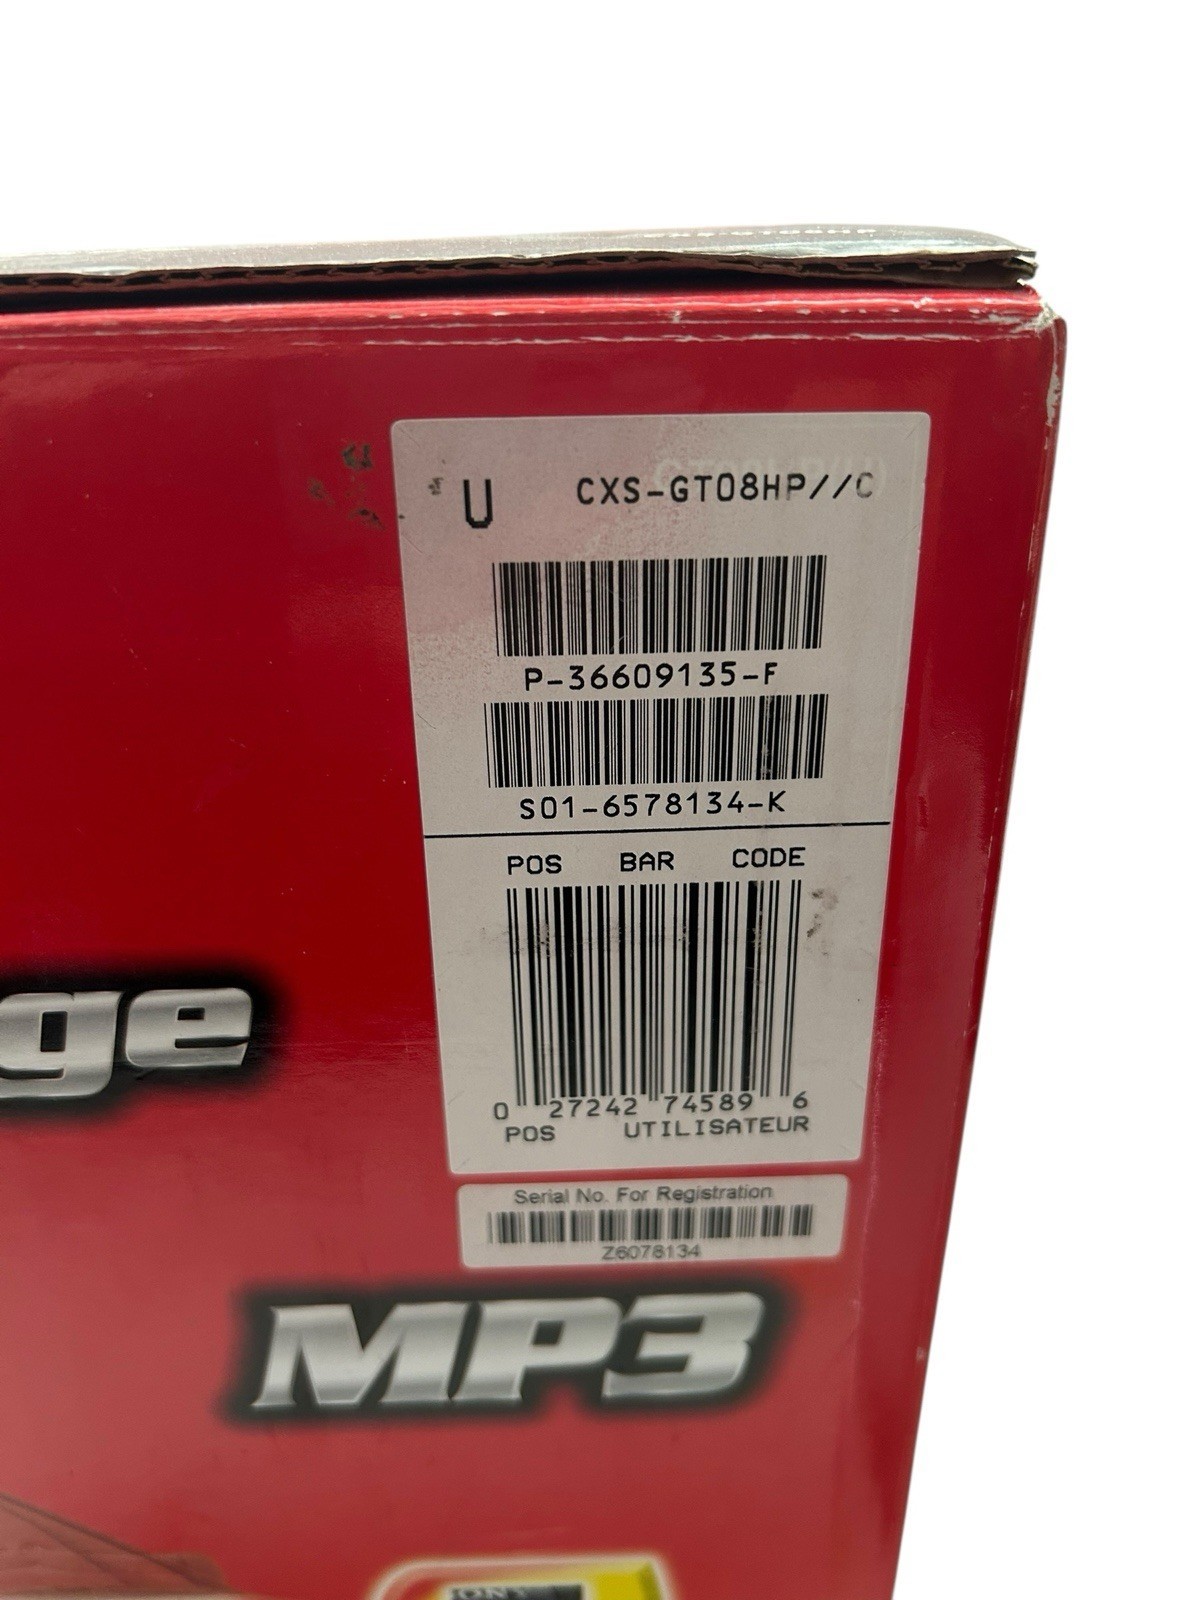 U CXS-GT08HP//C
P-36609135-F
S01-6578134-K
POS BAR CODE
0 27242 74589 6
POS UTILISATEUR
Serial No. For Registration
Z6078134
ge
MP3